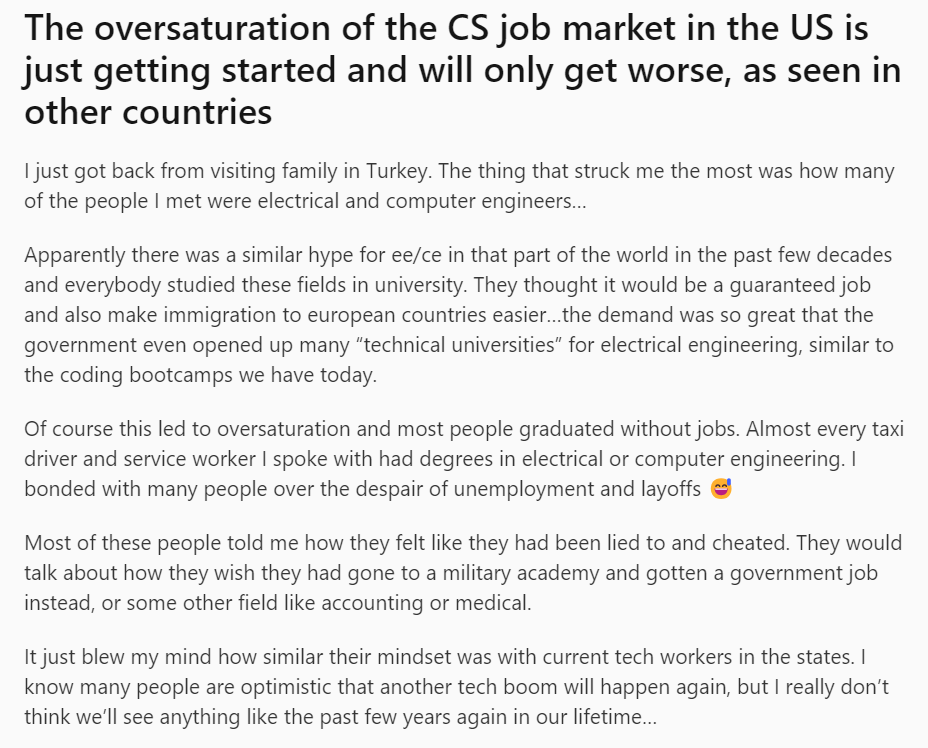 The oversaturation of the CS job market in the US is
just getting started and will only get worse, as seen in
other countries
I just got back from visiting family in Turkey. The thing that struck me the most was how many
of the people I met were electrical and computer engineers...
Apparently there was a similar hype for ee/ce in that part of the world in the past few decades
and everybody studied these fields in university. They thought it would be a guaranteed job
and also make immigration to european countries easier...the demand was so great that the
government even opened up many “technical universities” for electrical engineering, similar to
the coding bootcamps we have today.
Of course this led to oversaturation and most people graduated without jobs. Almost every taxi
driver and service worker I spoke with had degrees in electrical or computer engineering. I
bonded with many people over the despair of unemployment and layoffs 😅
Most of these people told me how they felt like they had been lied to and cheated. They would
talk about how they wish they had gone to a military academy and gotten a government job
instead, or some other field like accounting or medical.
It just blew my mind how similar their mindset was with current tech workers in the states. I
know many people are optimistic that another tech boom will happen again, but I really don’t
think we’ll see anything like the past few years again in our lifetime...